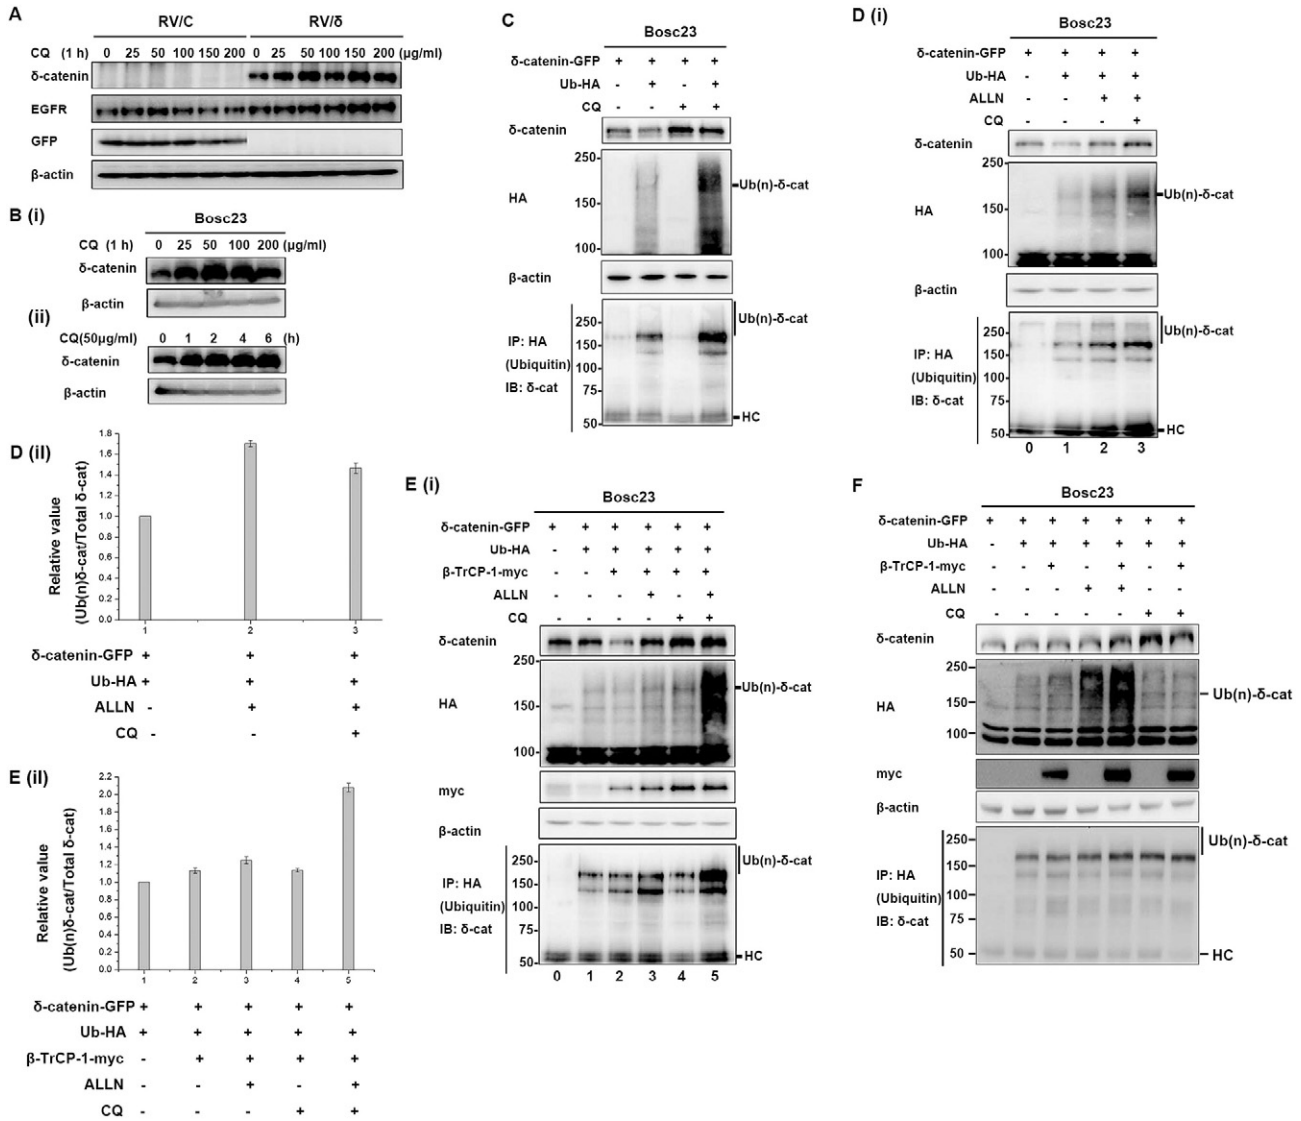 A
RV/C RV/δ
CQ (1 h) 0 25 50 100 150 200 0 25 50 100 150 200 (μg/ml)
δ-catenin
EGFR
GFP
β-actin
B (i)
Bosc23
CQ (1 h) 0 25 50 100 200 (μg/ml)
δ-catenin
β-actin
(ii)
CQ(50μg/ml) 0 1 2 4 6 (h)
δ-catenin
β-actin
C
Bosc23
δ-catenin-GFP + + + +
Ub-HA - + - +
CQ - - + +
δ-catenin
250
HA
Ub(n)-δ-cat
150
100
β-actin
Ub(n)-δ-cat
250
IP: HA
150
(Ubiquitin)
100
IB: δ-cat
75
50
HC
D (i)
Bosc23
δ-catenin-GFP + + + +
Ub-HA - + + +
ALLN - - + +
CQ - - +
δ-catenin
250
Ub(n)-δ-cat
HA
150
100
β-actin
250
Ub(n)-δ-cat
IP: HA
150
(Ubiquitin)
100
IB: δ-cat
75
50
HC
0 1 2 3
D (iI)
Relative value
(Ub(n)δ-cat/Total δ-cat)
1.8
1.6
1.4
1.2
1.0
0.8
0.6
0.4
0.2
0.0
1 2 3
δ-catenin-GFP + + +
Ub-HA + + +
ALLN - + +
CQ - - +
E (iI)
Relative value
(Ub(n)δ-cat/Total δ-cat)
2.2
2.0
1.8
1.6
1.4
1.2
1.0
0.8
0.6
0.4
0.2
0.0
1 2 3 4 5
δ-catenin-GFP + + + + +
Ub-HA + + + + +
β-TrCP-1-myc - + + + +
ALLN - - + - +
CQ - - - + +
E (i)
Bosc23
δ-catenin-GFP + + + + + +
Ub-HA - + + + + +
β-TrCP-1-myc - - + + + +
ALLN - - - + - +
CQ - - - - + +
δ-catenin
250
Ub(n)-δ-cat
HA
150
100
myc
β-actin
250
Ub(n)-δ-cat
IP: HA
150
(Ubiquitin)
100
IB: δ-cat
75
50
HC
0 1 2 3 4 5
F
Bosc23
δ-catenin-GFP + + + + + + +
Ub-HA - + + + + + +
β-TrCP-1-myc - - + - + - +
ALLN - - - + + - -
CQ - - - - - + +
δ-catenin
250
HA
Ub(n)-δ-cat
150
100
myc
β-actin
250
Ub(n)-δ-cat
150
IP: HA
(Ubiquitin)
100
IB: δ-cat
75
50
HC